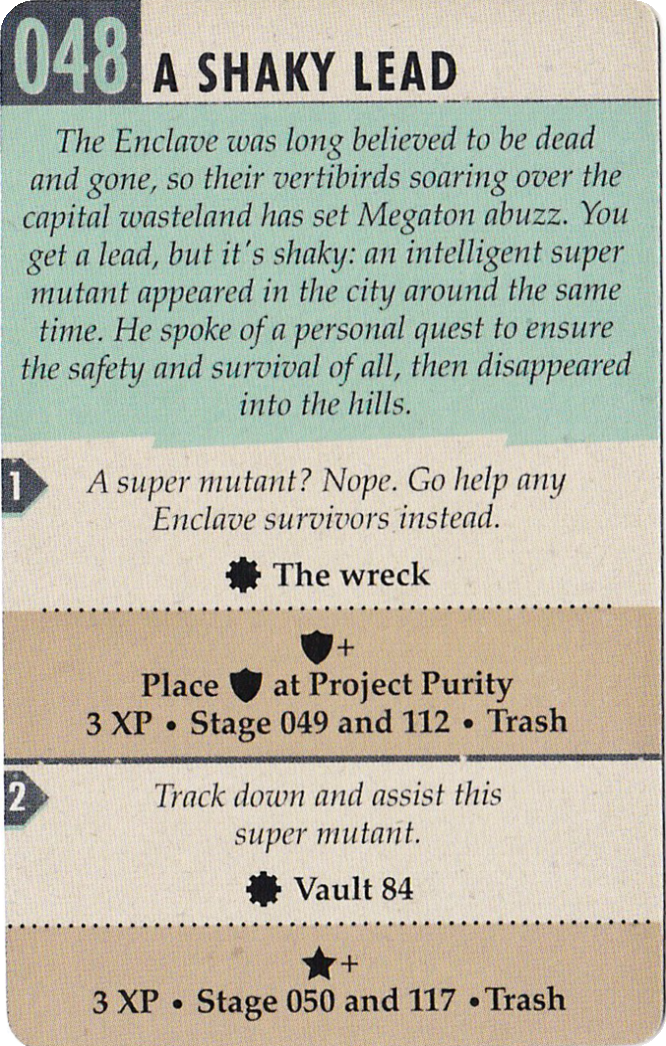 048 A SHAKY LEAD
The Enclave was long believed to be dead
and gone, so their vertibirds soaring over the
capital wasteland has set Megaton abuzz. You
get a lead, but it's shaky: an intelligent super
mutant appeared in the city around the same
time. He spoke of a personal quest to ensure
the safety and survival of all, then disappeared
into the hills.
1
A super mutant? Nope. Go help any
Enclave survivors instead.
The wreck
+
Place at Project Purity
3 XP • Stage 049 and 112 • Trash
2
Track down and assist this
super mutant.
Vault 84
+
3 XP • Stage 050 and 117 • Trash